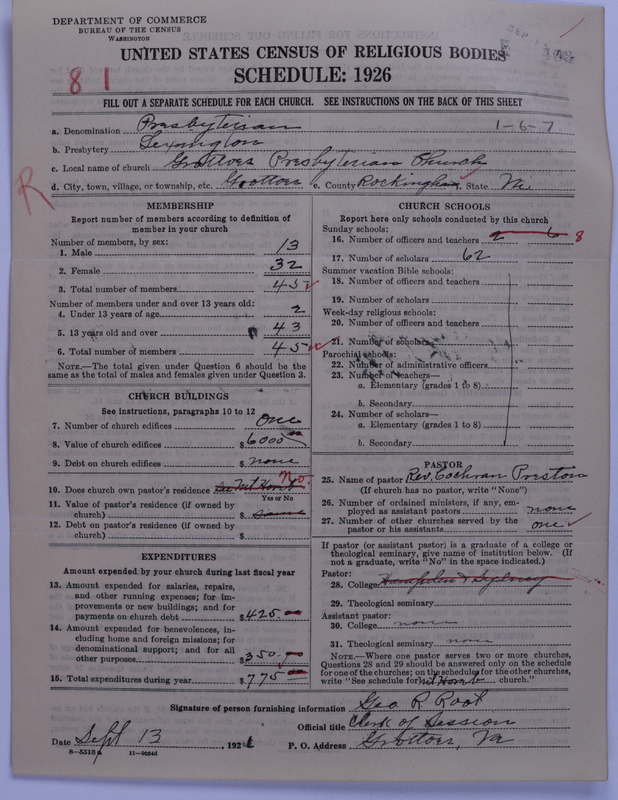 DEPARTMENT OF COMMERCE
BUREAU OF THE CENSUS
WASHINGTON
UNITED STATES CENSUS OF RELIGIOUS BODIES
SCHEDULE: 1926
81
FILL OUT A SEPARATE SCHEDULE FOR EACH CHURCH. SEE INSTRUCTIONS ON THE BACK OF THIS SHEET
a. Denomination Presbyterian 1-6-7
b. Presbytery Lexington
c. Local name of church Grottoes Presbyterian Church
d. City, town, village, or township, etc. Grottoes e. County Rockingham State Va
R
MEMBERSHIP
Report number of members according to definition of member in your church
Number of members, by sex:
1. Male 13
2. Female 32
3. Total number of members 45
Number of members under and over 13 years old:
4. Under 13 years of age 2
5. 13 years old and over 43
6. Total number of members 45
NOTE.—The total given under Question 6 should be the same as the total of males and females given under Question 3.
CHURCH BUILDINGS
See instructions, paragraphs 10 to 12
7. Number of church edifices One
8. Value of church edifices $6000
9. Debt on church edifices $ none
10. Does church own pastor's residence No.
Yes or No
11. Value of pastor's residence (if owned by church) $ same
12. Debt on pastor's residence (if owned by church) $
EXPENDITURES
Amount expended by your church during last fiscal year
13. Amount expended for salaries, repairs, and other running expenses; for improvements or new buildings; and for payments on church debt $425.
14. Amount expended for benevolences, including home and foreign missions; for denominational support; and for all other purposes $350.
15. Total expenditures during year $775
CHURCH SCHOOLS
Report here only schools conducted by this church
Sunday schools:
16. Number of officers and teachers 2 6 8
17. Number of scholars 62
Summer vacation Bible schools:
18. Number of officers and teachers
19. Number of scholars
Week-day religious schools:
20. Number of officers and teachers
21. Number of scholars
Parochial schools:
22. Number of administrative officers
23. Number of teachers—
a. Elementary (grades 1 to 8)
b. Secondary
24. Number of scholars—
a. Elementary (grades 1 to 8)
b. Secondary
PASTOR
25. Name of pastor Rev. Cochran Preston
(If church has no pastor, write "None")
26. Number of ordained ministers, if any, employed as assistant pastors none
27. Number of other churches served by the pastor or his assistants one
If pastor (or assistant pastor) is a graduate of a college or theological seminary, give name of institution below. (If not a graduate, write "No" in the space indicated.)
Pastor:
28. College Hampden Sydney
29. Theological seminary
Assistant pastor:
30. College none
31. Theological seminary none
NOTE.—Where one pastor serves two or more churches, Questions 28 and 29 should be answered only on the schedule for one of the churches; on the schedules for the other churches, write "See schedule for church."
Signature of person furnishing information Geo R Root
Official title Clerk of Session
Date Sept 13, 1926 P. O. Address Grottoes, Va
8—5518a 11—9034d